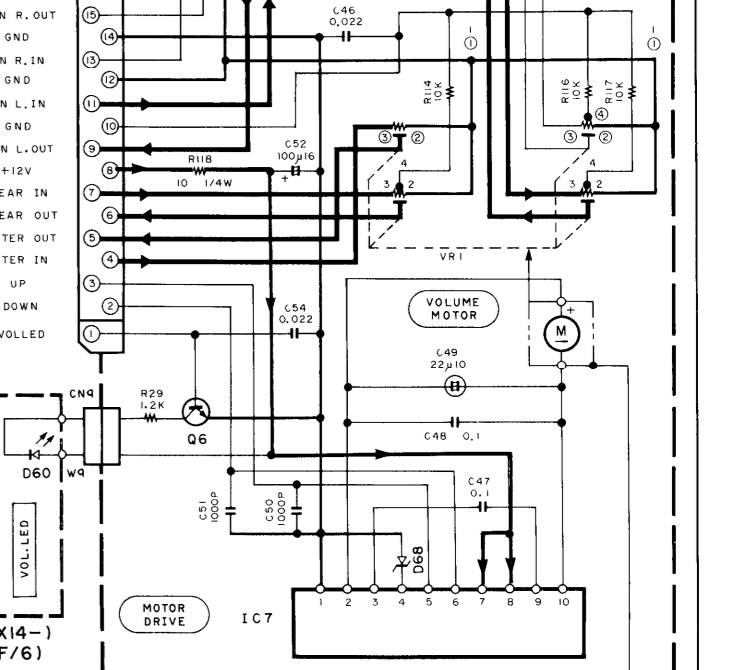 N R.OUT
15
GND
14
N R.IN
13
GND
12
N L.IN
11
GND
10
N L.OUT
9
+12V
8
EAR IN
7
EAR OUT
6
TER OUT
5
TER IN
4
UP
3
DOWN
2
VOLLED
1
C46
0.022
R114
10K
1
R116
10K
R117
10K
1
4
3
2
3
2
C52
100µ16
+
R118
10 1/4W
4
3 2
4
3 2
VR1
VOLUME
MOTOR
+
M
C54
0.022
C49
22µ10
C48 0.1
CN9
R29
1.2K
Q6
D60
W9
C51
1000P
C50
1000P
C47
0.1
D68
VOL.LED
MOTOR
DRIVE
IC7
1 2 3 4 5 6 7 8 9 10
X14-)
F/6)